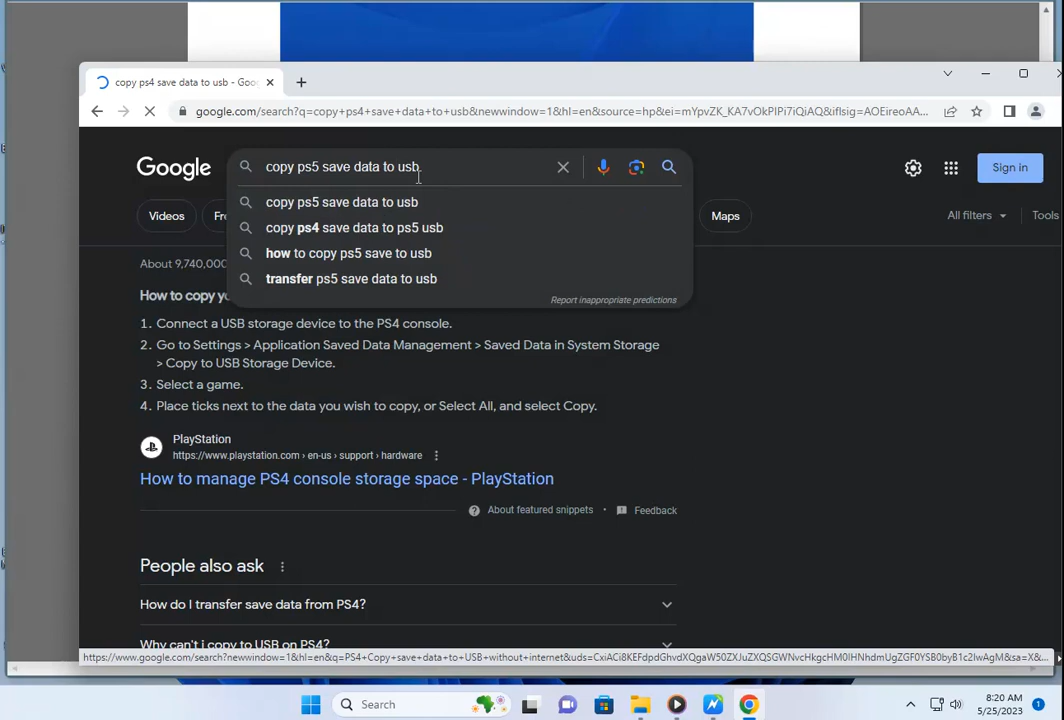 copy ps4 save data to usb - Goo
google.com/search?q=copy+ps4+save+data+to+usb&newwindow=1&hl=en&source=hp&ei=mYpvZK_KA7vOkPIPi7iQiAQ&iflsig=AOEireoAA...
Google
copy ps5 save data to usb
Sign in
copy ps5 save data to usb
copy ps4 save data to ps5 usb
how to copy ps5 save to usb
transfer ps5 save data to usb
Report inappropriate predictions
Videos
Maps
All filters
Tools
About 9,740,000
How to copy
1. Connect a USB storage device to the PS4 console.
2. Go to Settings > Application Saved Data Management > Saved Data in System Storage
> Copy to USB Storage Device.
3. Select a game.
4. Place ticks next to the data you wish to copy, or Select All, and select Copy.
PlayStation
https://www.playstation.com › en-us › support › hardware
How to manage PS4 console storage space - PlayStation
About featured snippets
•
Feedback
People also ask
How do I transfer save data from PS4?
Why can't i copy to USB on PS4?
Search
8:20 AM
5/25/2023
1